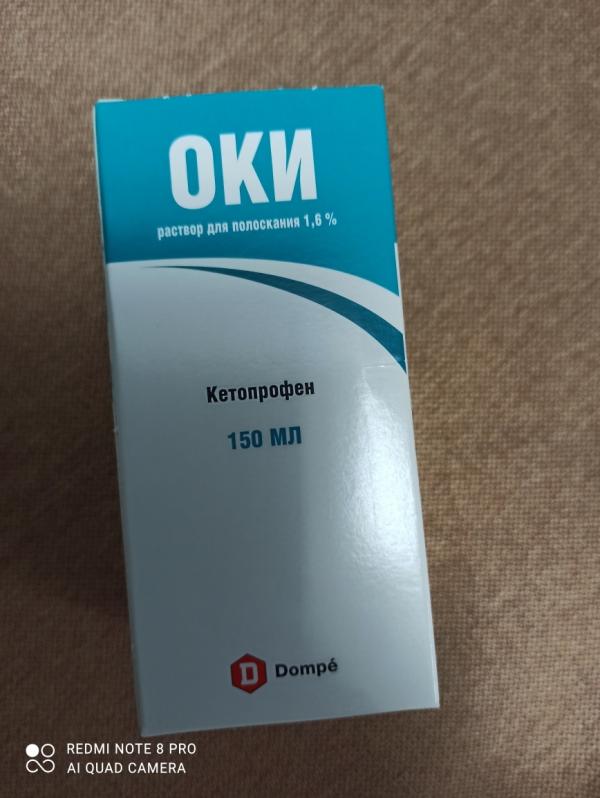 ОКИ
раствор для полоскания 1,6 %
Кетопрофен
150 МЛ
D Dompé
REDMI NOTE 8 PRO
AI QUAD CAMERA